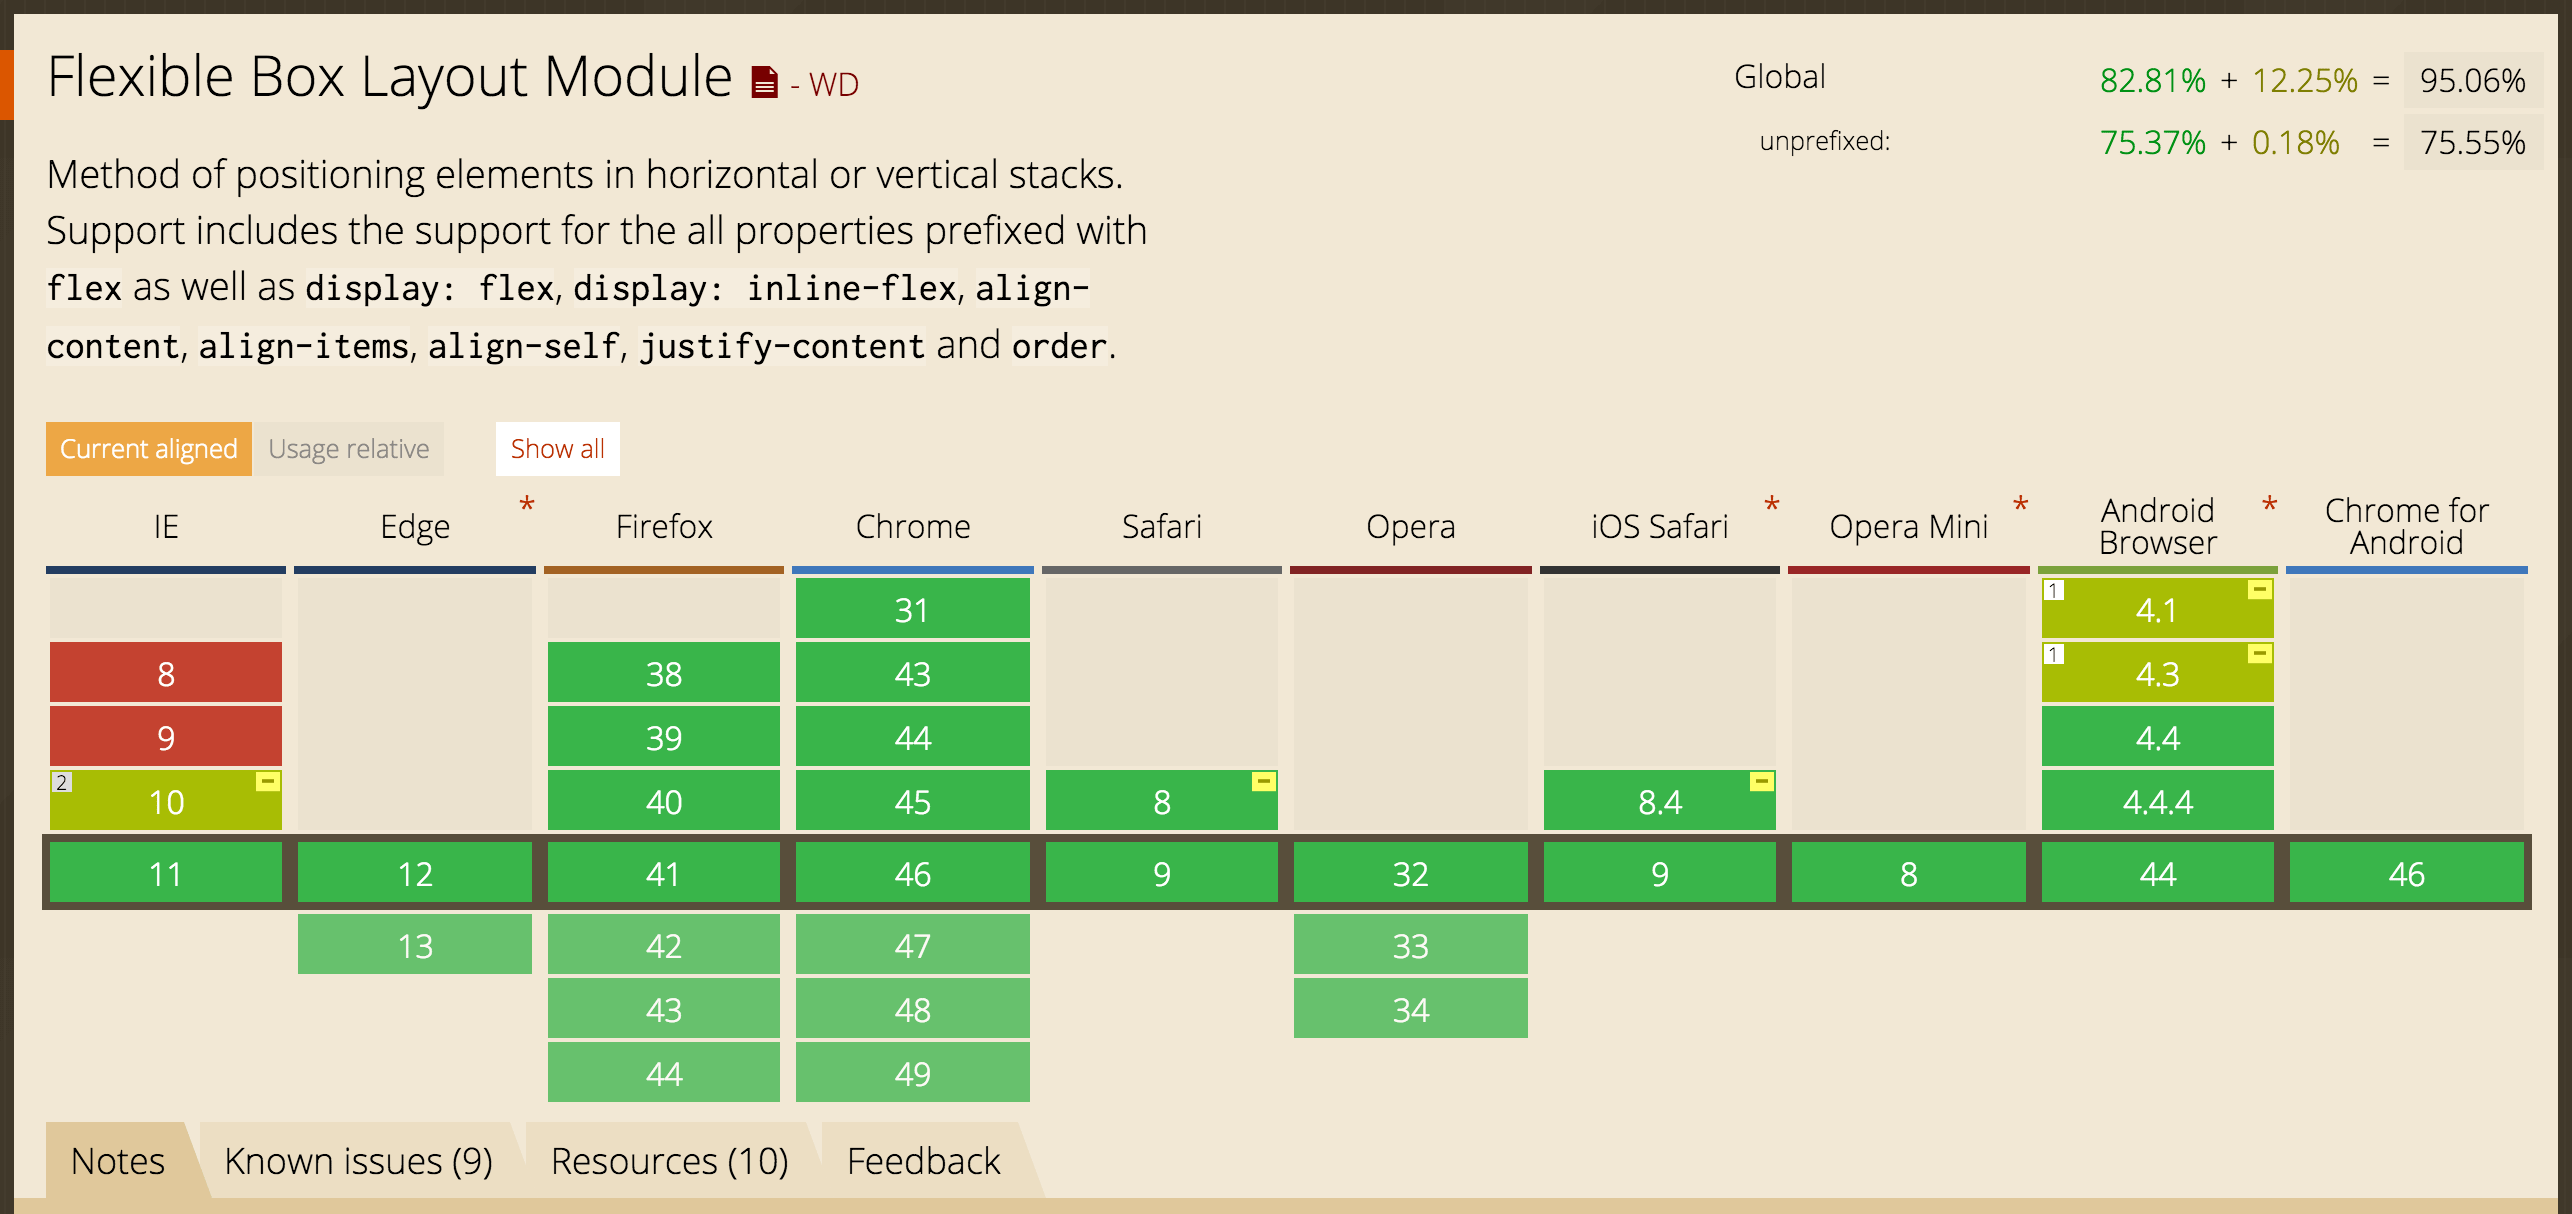 Flexible Box Layout Module - WD
Global 82.81% + 12.25% = 95.06%
unprefixed: 75.37% + 0.18% = 75.55%
Method of positioning elements in horizontal or vertical stacks.
Support includes the support for the all properties prefixed with
flex as well as display: flex, display: inline-flex, align-
content, align-items, align-self, justify-content and order.
Current aligned Usage relative Show all
IE Edge * Firefox Chrome Safari Opera iOS Safari * Opera Mini * Android Browser * Chrome for Android
31 1 4.1 -
8 38 43 1 4.3 -
9 39 44 4.4
2 10 - 40 45 8 - 8.4 - 4.4.4
11 12 41 46 9 32 9 8 44 46
13 42 47 33
43 48 34
44 49
Notes Known issues (9) Resources (10) Feedback